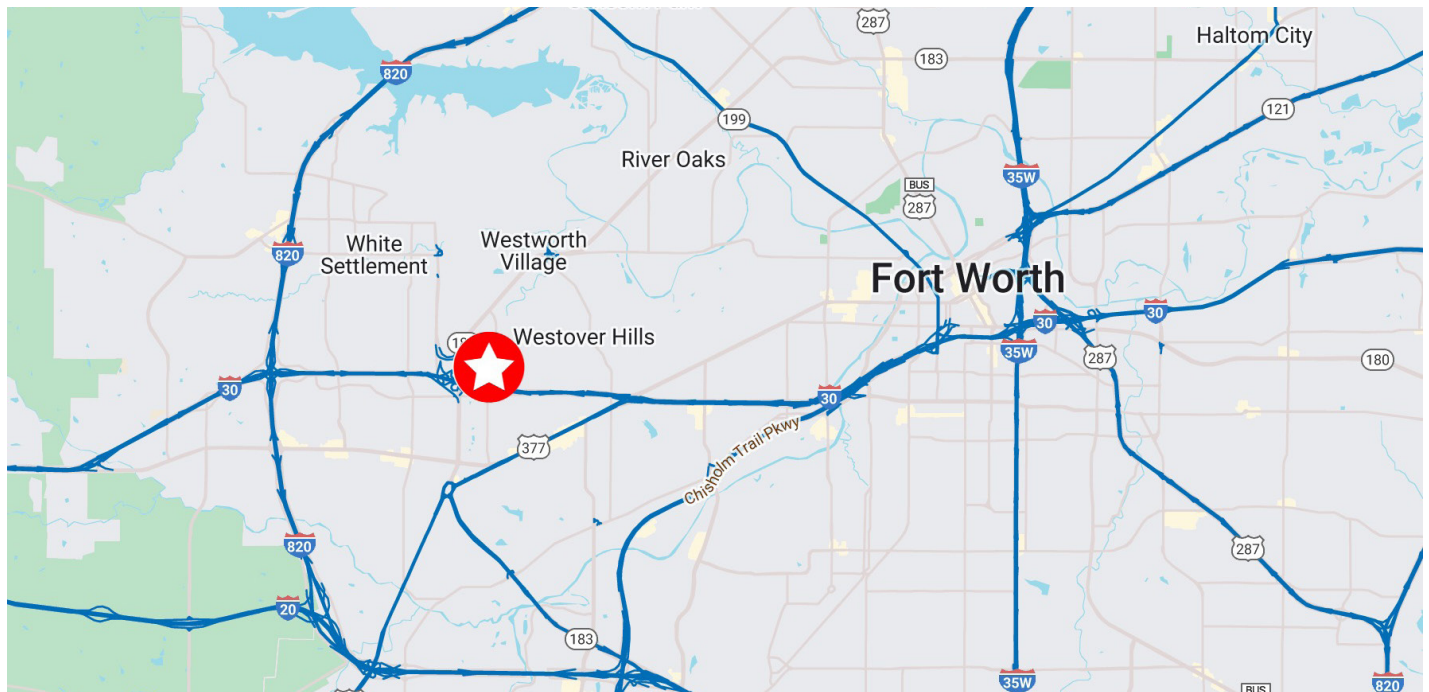 287
183
Haltom City
820
121
199
River Oaks
35W
BUS
287
White
Settlement
Westworth
Village
820
Fort Worth
30
30
Westover Hills
35W
287
180
30
30
Chisholm Trail Pkwy
377
820
287
20
183
35W
820
BUS